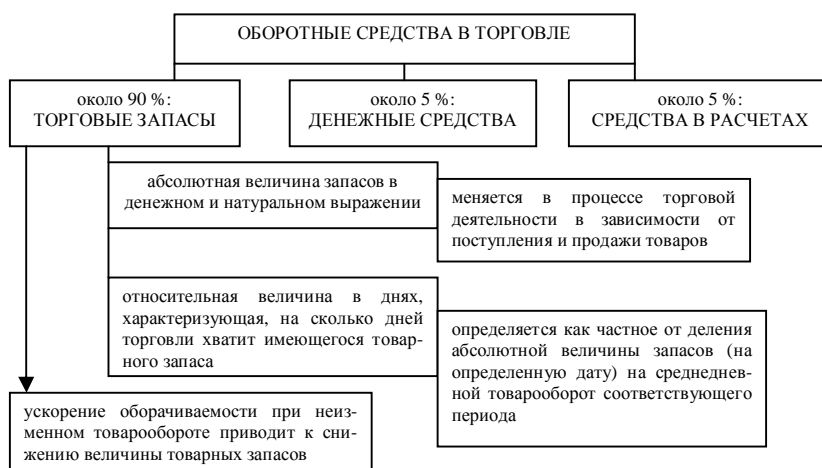 ОБОРОТНЫЕ СРЕДСТВА В ТОРГОВЛЕ
около 90 %:
ТОРГОВЫЕ ЗАПАСЫ
около 5 %:
ДЕНЕЖНЫЕ СРЕДСТВА
около 5 %:
СРЕДСТВА В РАСЧЕТАХ
абсолютная величина запасов в
денежном и натуральном выражении
меняется в процессе торговой
деятельности в зависимости от
поступления и продажи товаров
относительная величина в днях,
характеризующая, на сколько дней
торговли хватит имеющегося товар-
ного запаса
определяется как частное от деления
абсолютной величины запасов (на
определенную дату) на среднеднев-
ной товарооборот соответствующего
периода
ускорение оборачиваемости при неиз-
менном товарообороте приводит к сни-
жению величины товарных запасов